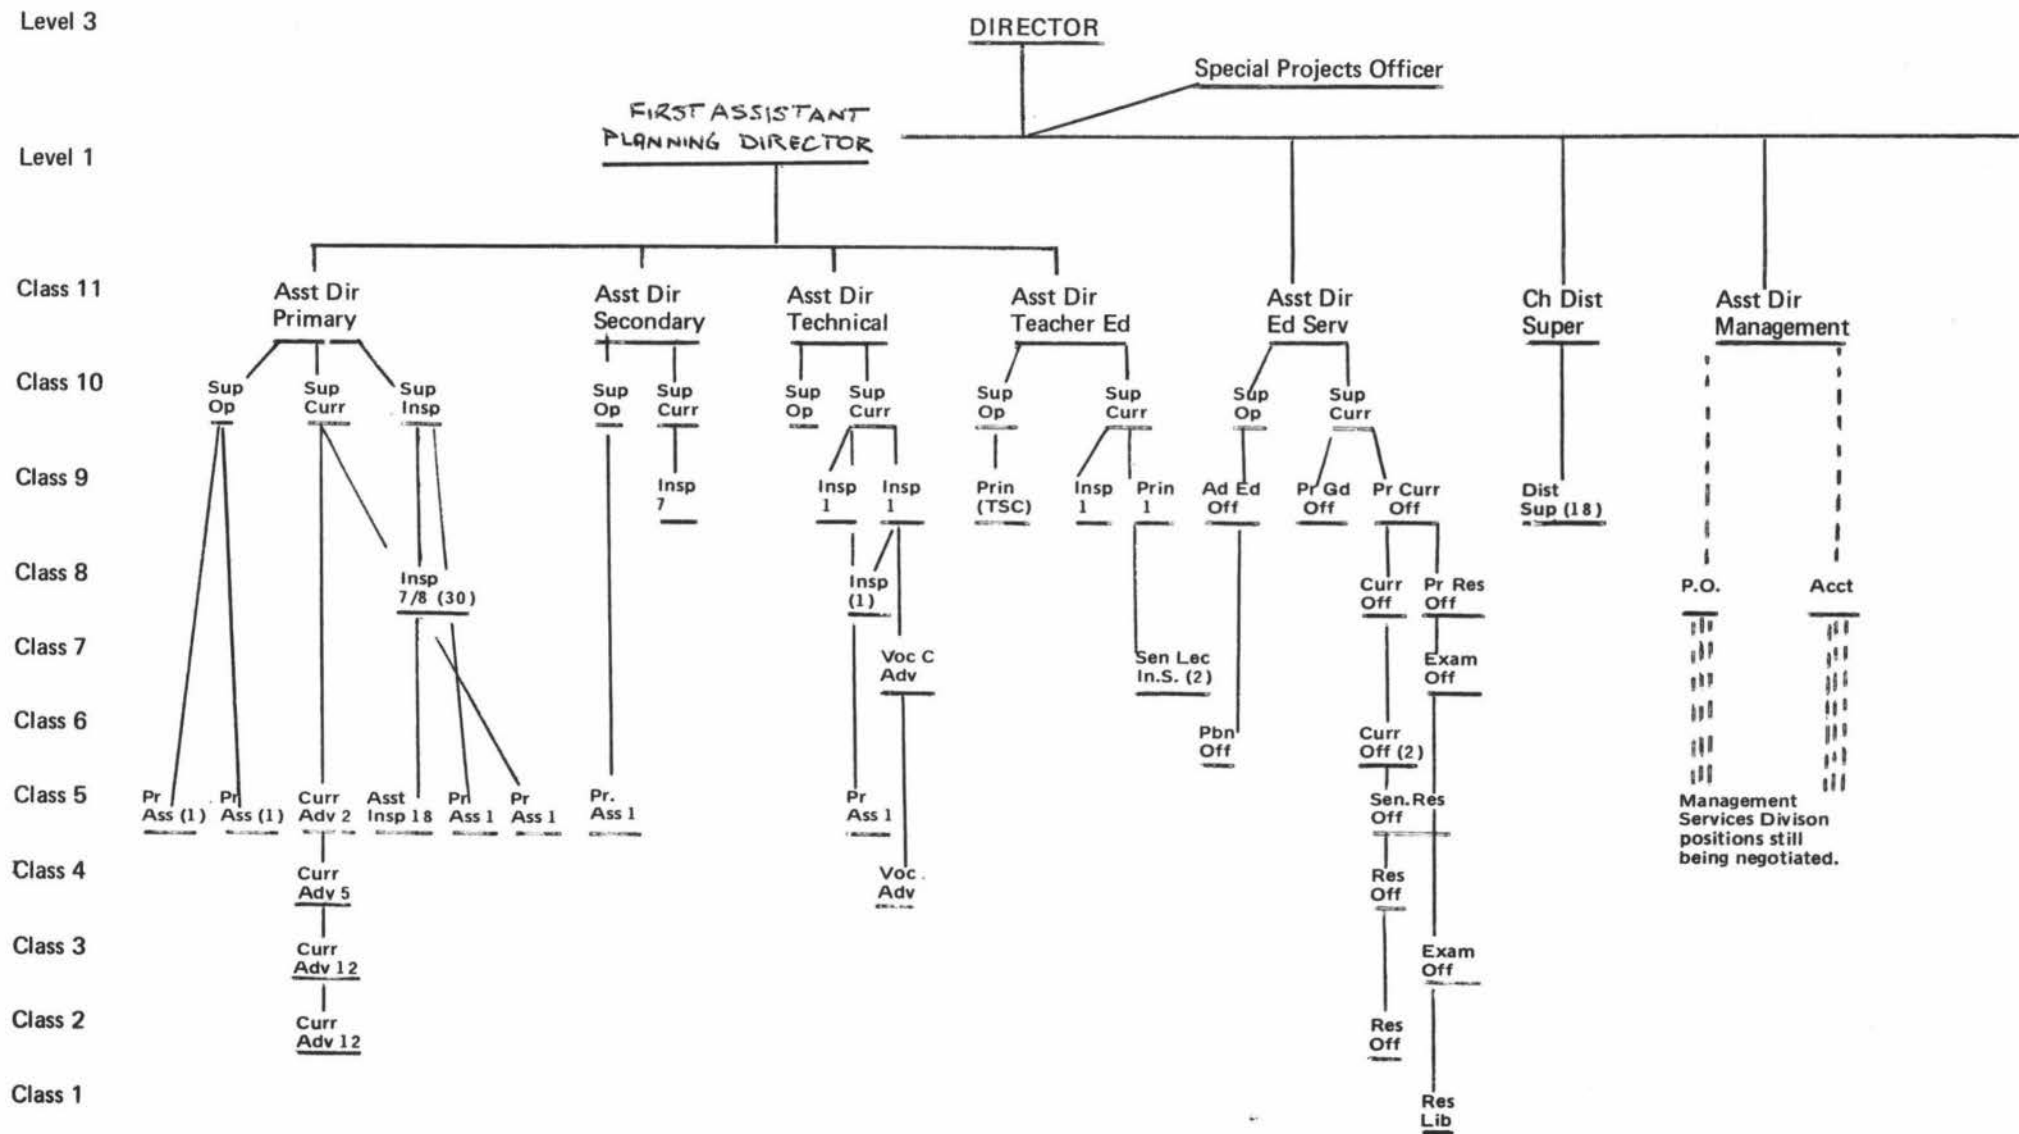 Level 3
DIRECTOR
Special Projects Officer
FIRST ASSISTANT
PLANNING DIRECTOR
Level 1
Class 11
Asst Dir
Primary
Asst Dir
Secondary
Asst Dir
Technical
Asst Dir
Teacher Ed
Asst Dir
Ed Serv
Ch Dist
Super
Asst Dir
Management
Class 10
Sup
Op
Sup
Curr
Sup
Insp
Sup
Op
Sup
Curr
Sup
Op
Sup
Curr
Sup
Op
Sup
Curr
Sup
Op
Sup
Curr
Class 9
Insp
7
Insp
1
Insp
1
Prin
(TSC)
Insp
1
Prin
1
Ad Ed
Off
Pr Gd
Off
Pr Curr
Off
Dist
Sup (18)
Class 8
Insp
7/8 (30)
Insp
(1)
Curr
Off
Pr Res
Off
P.O.
Acct
Class 7
Voc C
Adv
Sen Lec
In.S. (2)
Exam
Off
Class 6
Pbn
Off
Curr
Off (2)
Class 5
Pr
Ass (1)
Pr
Ass (1)
Curr
Adv 2
Asst
Insp 18
Pr
Ass 1
Pr
Ass 1
Pr.
Ass 1
Pr
Ass 1
Sen.Res
Off
Management
Services Divison
positions still
being negotiated.
Class 4
Curr
Adv 5
Voc .
Adv
Res
Off
Class 3
Curr
Adv 12
Exam
Off
Class 2
Curr
Adv 12
Res
Off
Class 1
Res
Lib